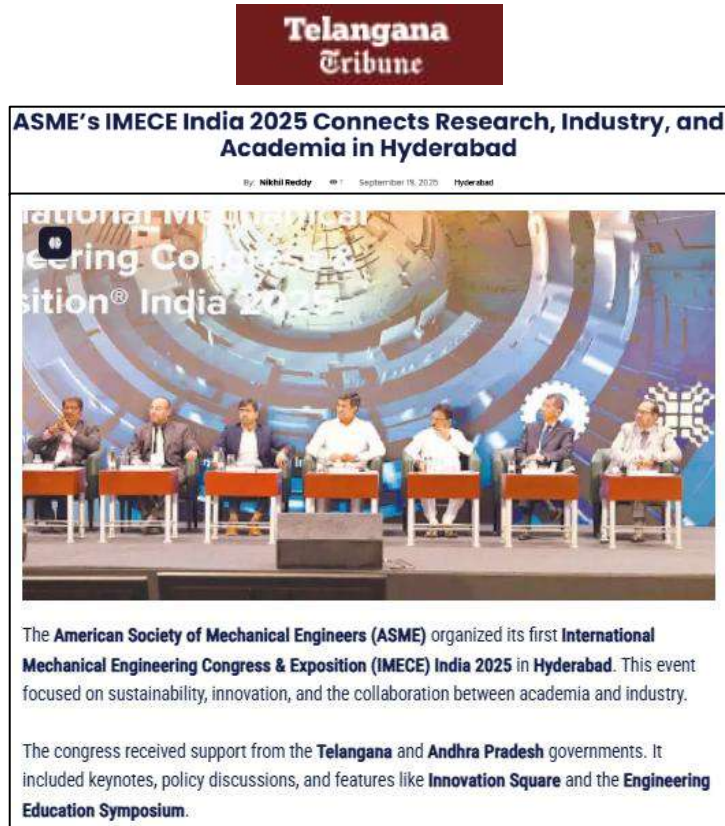 Telangana
Tribune
ASME's IMECE India 2025 Connects Research, Industry, and
Academia in Hyderabad
By: Nikhil Reddy 1 September 19, 2025 Hyderabad
eering Congress &
sition® India 2025
The American Society of Mechanical Engineers (ASME) organized its first International
Mechanical Engineering Congress & Exposition (IMECE) India 2025 in Hyderabad. This event
focused on sustainability, innovation, and the collaboration between academia and industry.
The congress received support from the Telangana and Andhra Pradesh governments. It
included keynotes, policy discussions, and features like Innovation Square and the Engineering
Education Symposium.